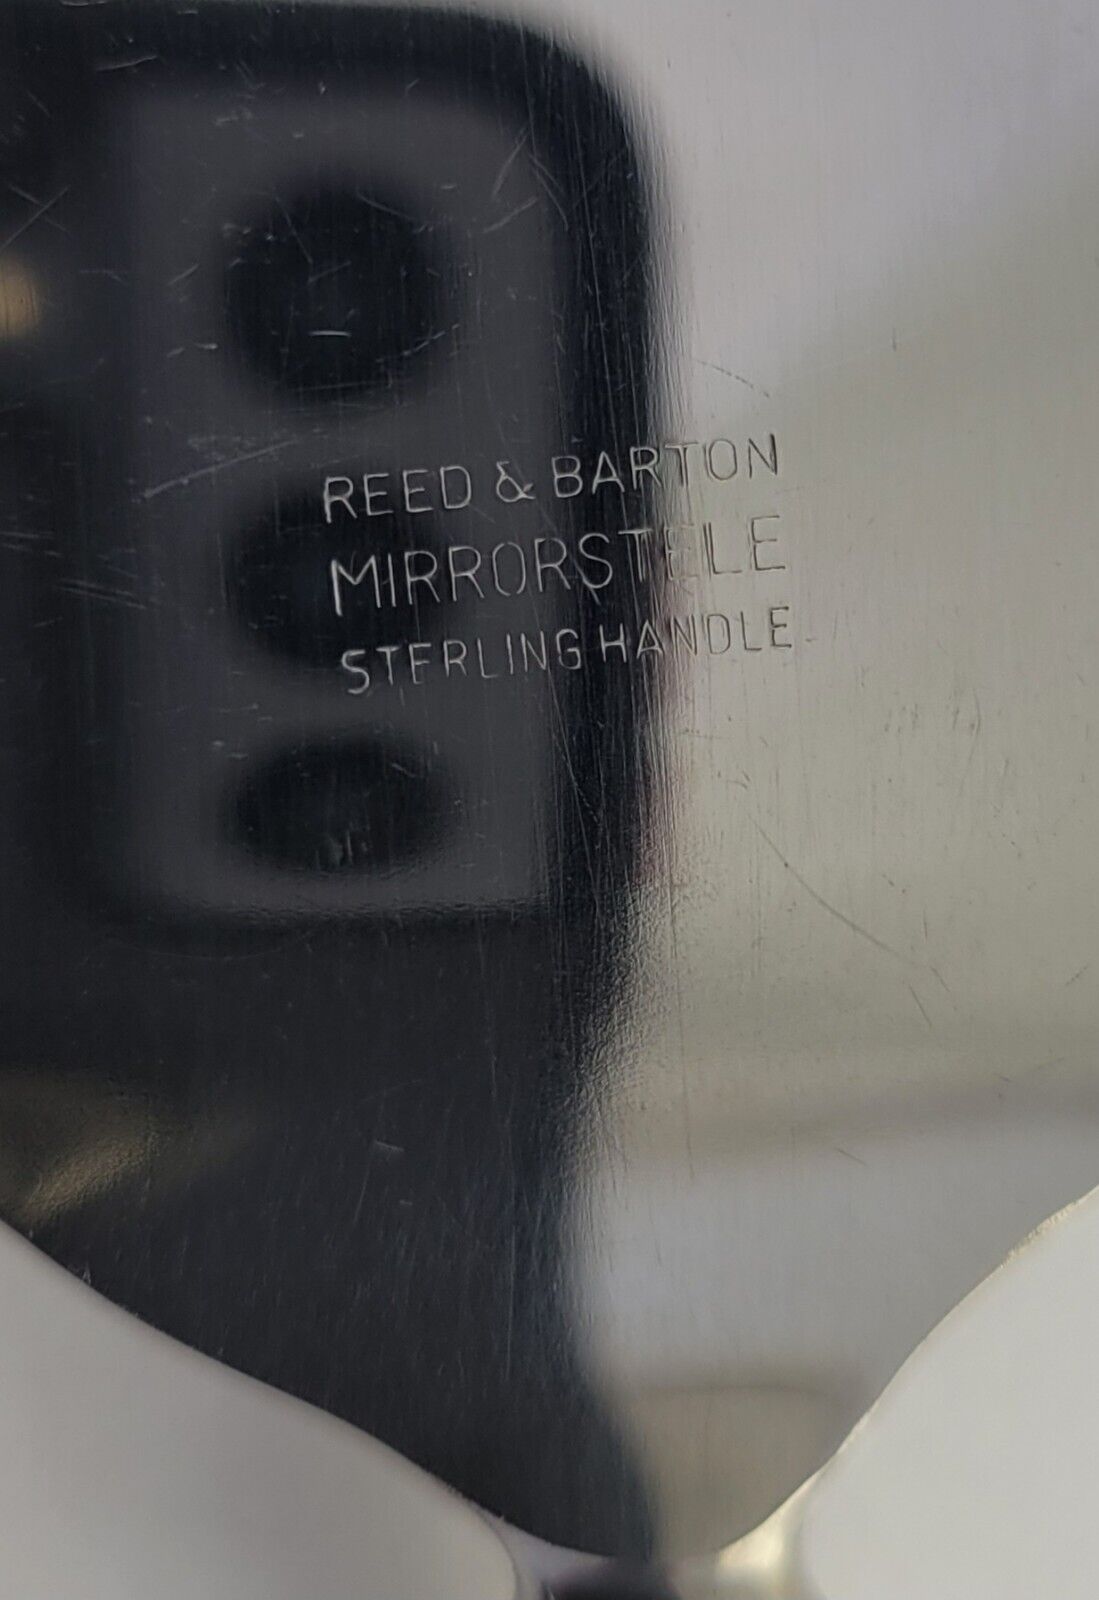 REED & BARTON
MIRRORSTELE
STERLING HANDLE